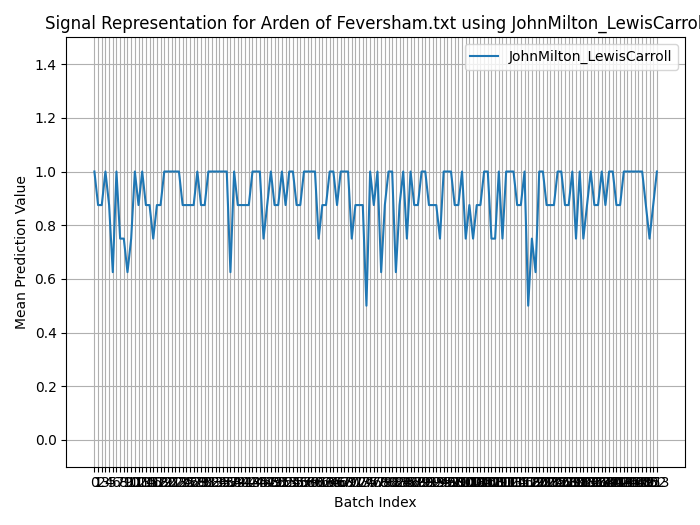 Signal Representation for Arden of Feversham.txt using JohnMilton_LewisCarrol
JohnMilton_LewisCarroll
1.4
1.2
1.0
0.8
0.6
0.4
0.2
0.0
Mean Prediction Value
Batch Index